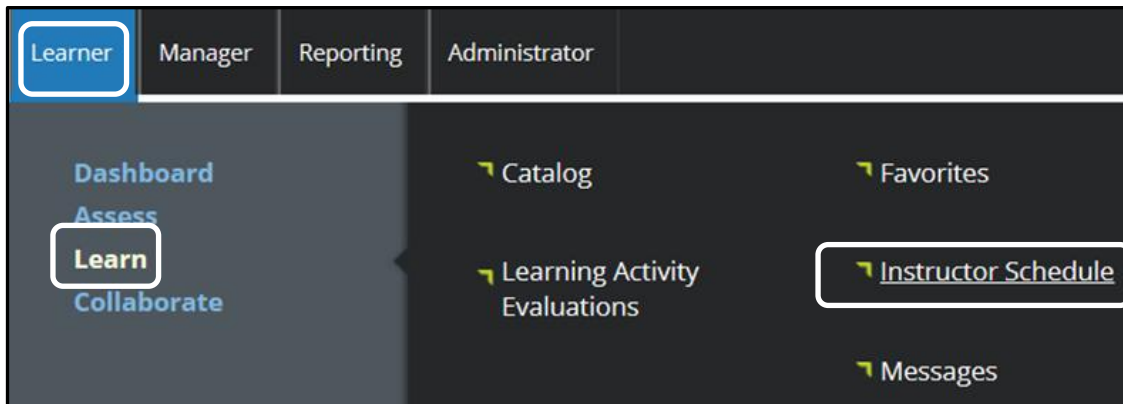 Learner Manager Reporting Administrator
Dashboard
Assess
Learn
Collaborate
Catalog
Learning Activity
Evaluations
Favorites
Instructor Schedule
Messages